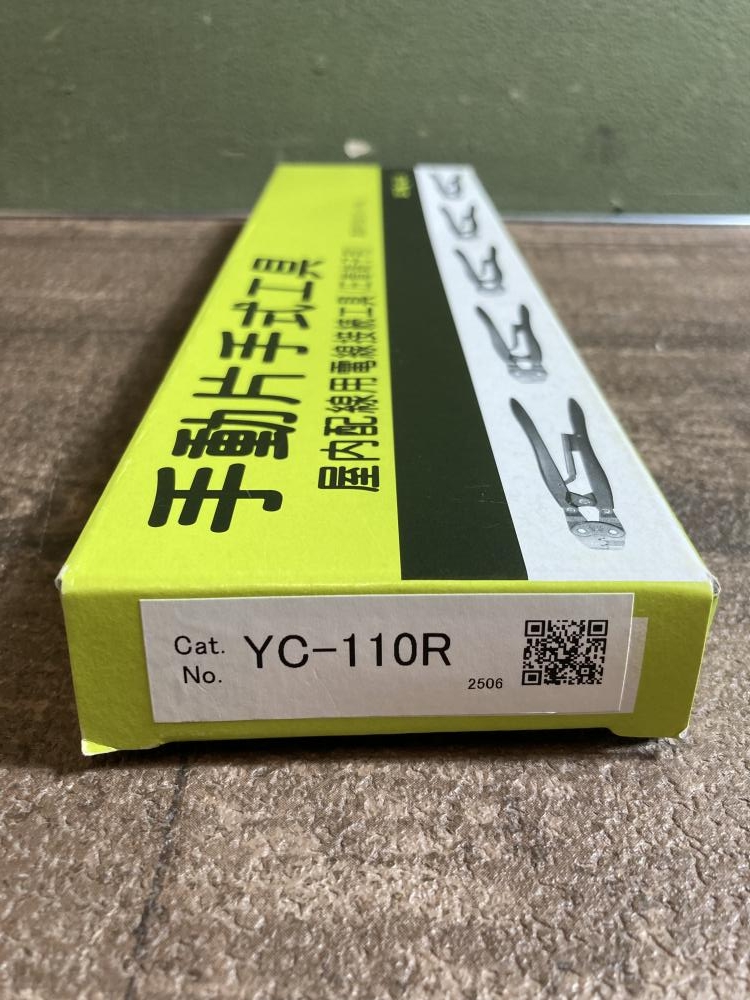 手動片手式工具
屋内配線用電線接続工具
Cat.
No.
YC-110R
2506